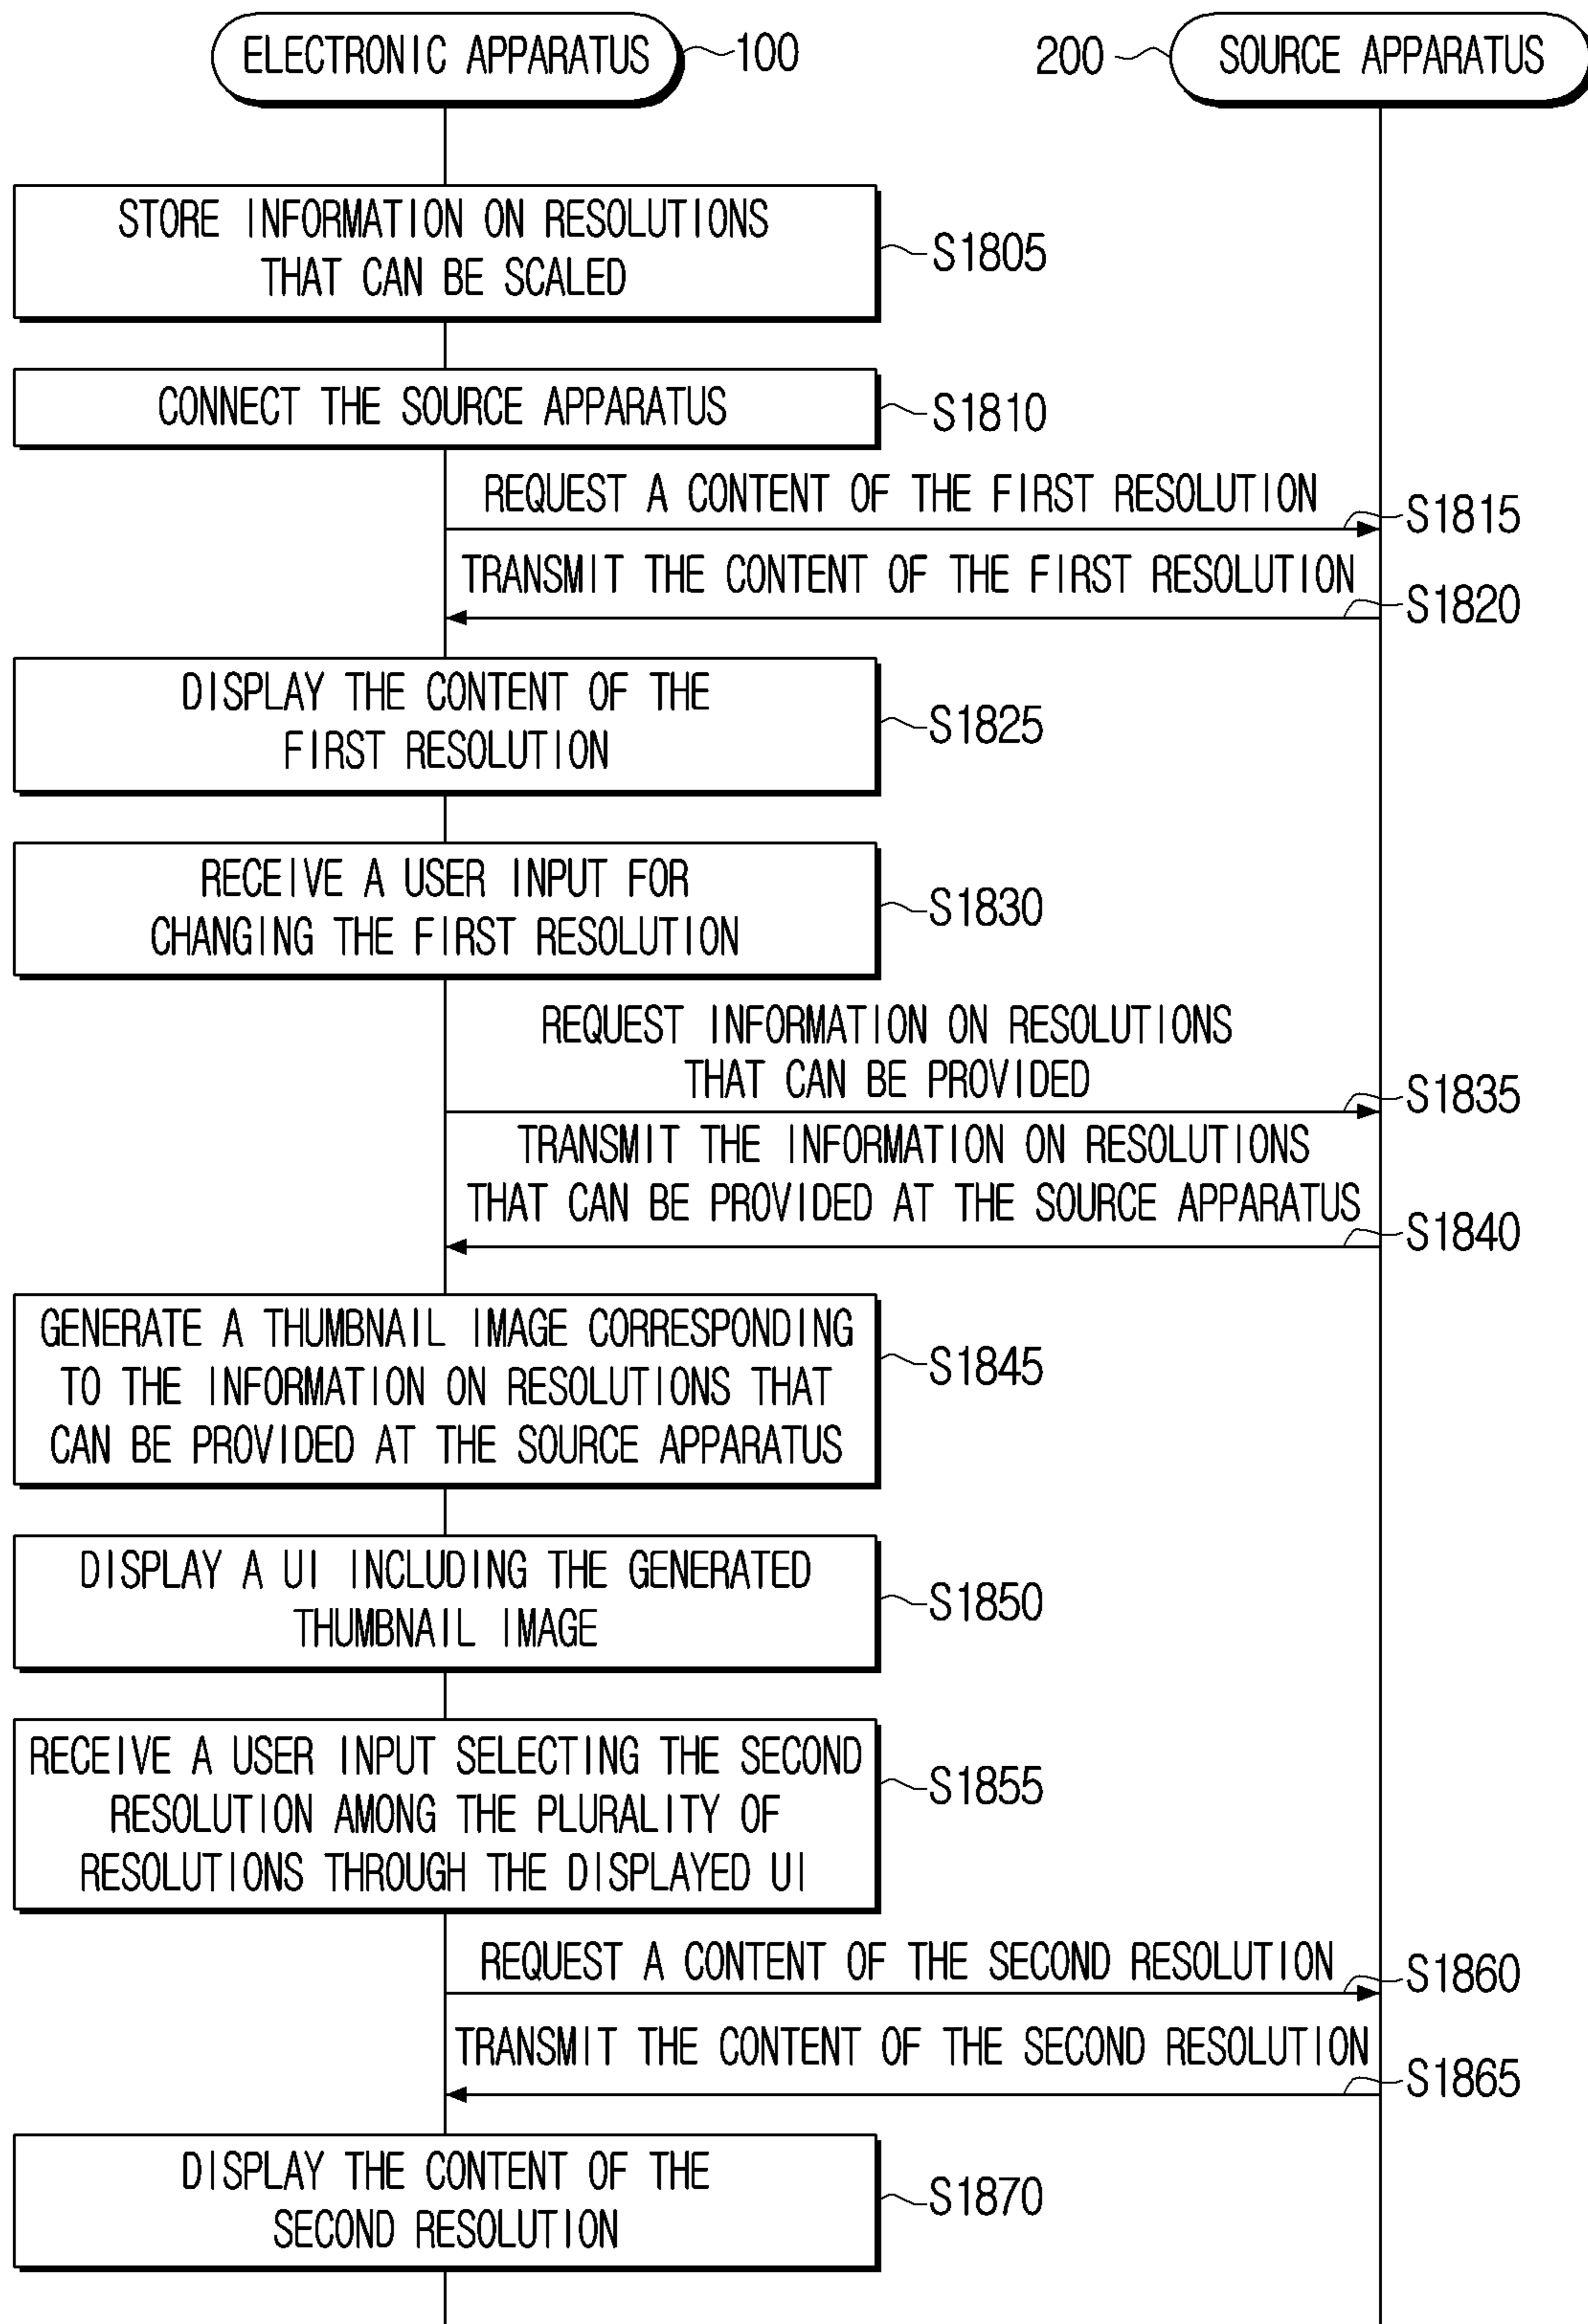 ELECTRONIC APPARATUS
100
200
SOURCE APPARATUS
STORE INFORMATION ON RESOLUTIONS
THAT CAN BE SCALED
S1805
CONNECT THE SOURCE APPARATUS
S1810
REQUEST A CONTENT OF THE FIRST RESOLUTION
S1815
TRANSMIT THE CONTENT OF THE FIRST RESOLUTION
S1820
DISPLAY THE CONTENT OF THE
FIRST RESOLUTION
S1825
RECEIVE A USER INPUT FOR
CHANGING THE FIRST RESOLUTION
S1830
REQUEST INFORMATION ON RESOLUTIONS
THAT CAN BE PROVIDED
S1835
TRANSMIT THE INFORMATION ON RESOLUTIONS
THAT CAN BE PROVIDED AT THE SOURCE APPARATUS
S1840
GENERATE A THUMBNAIL IMAGE CORRESPONDING
TO THE INFORMATION ON RESOLUTIONS THAT
CAN BE PROVIDED AT THE SOURCE APPARATUS
S1845
DISPLAY A UI INCLUDING THE GENERATED
THUMBNAIL IMAGE
S1850
RECEIVE A USER INPUT SELECTING THE SECOND
RESOLUTION AMONG THE PLURALITY OF
RESOLUTIONS THROUGH THE DISPLAYED UI
S1855
REQUEST A CONTENT OF THE SECOND RESOLUTION
S1860
TRANSMIT THE CONTENT OF THE SECOND RESOLUTION
S1865
DISPLAY THE CONTENT OF THE
SECOND RESOLUTION
S1870